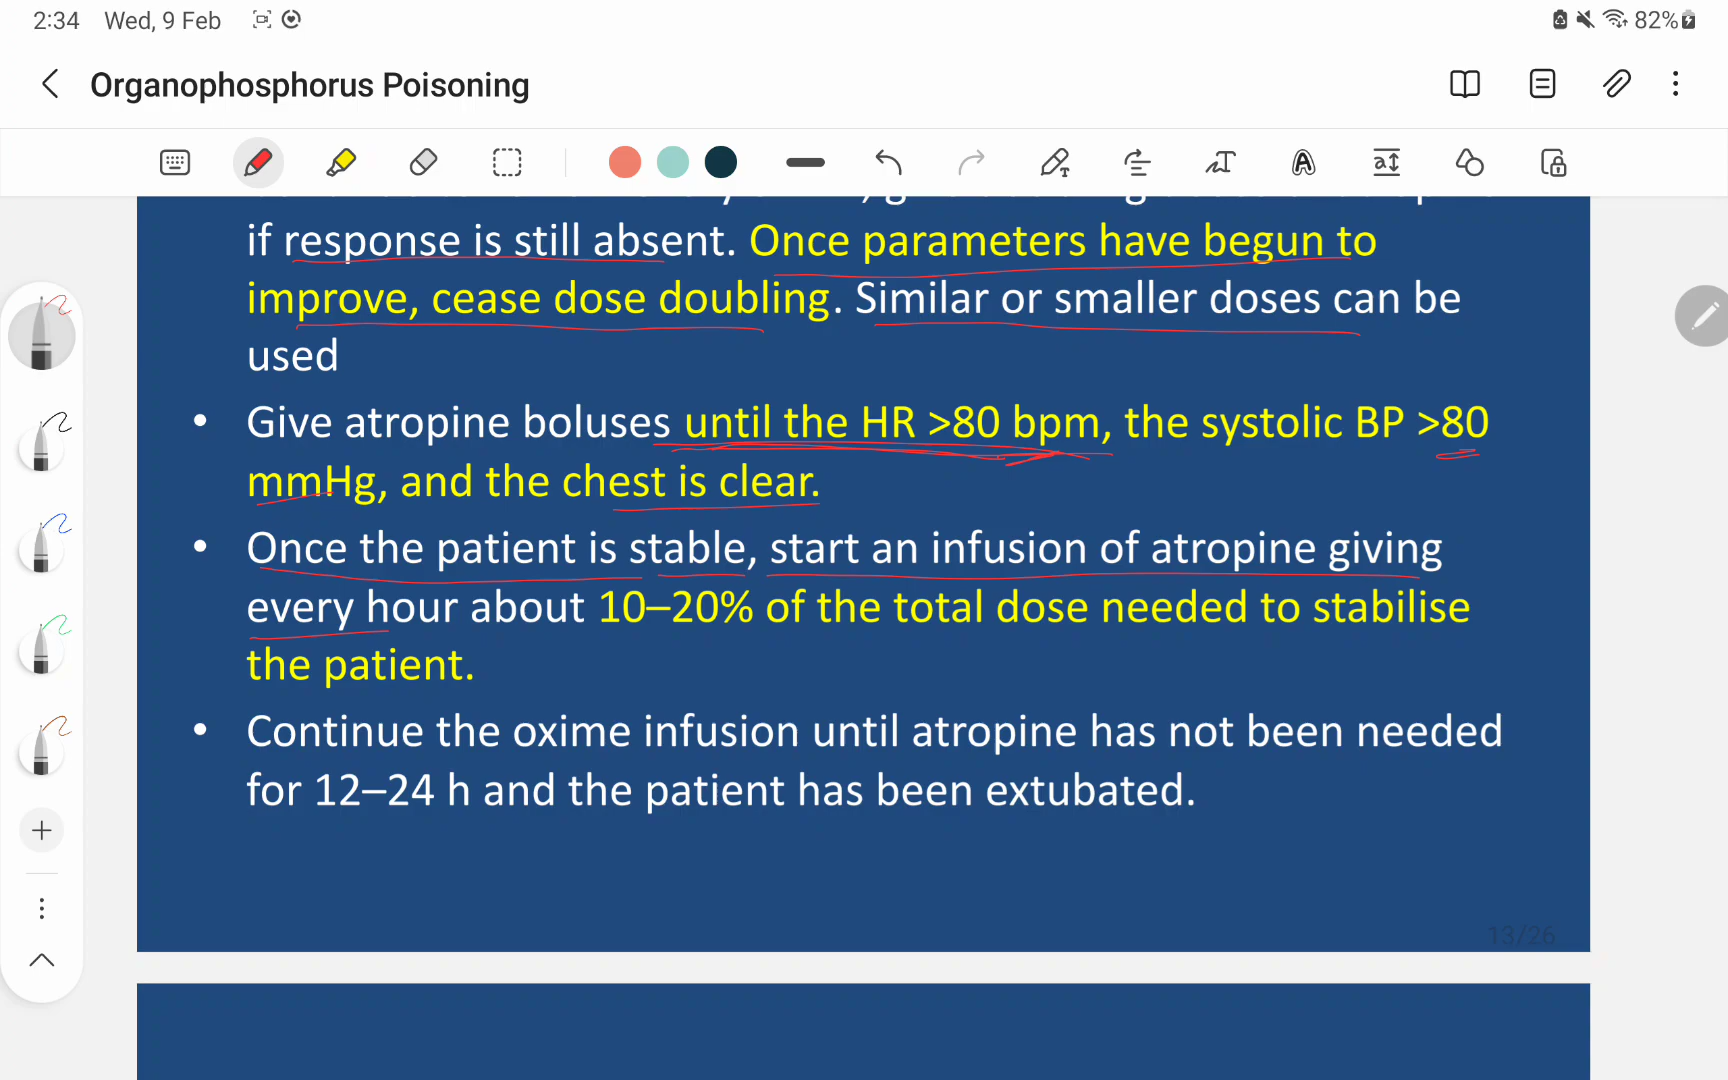 2:34 Wed, 9 Feb 82%
Organophosphorus Poisoning
if response is still absent. Once parameters have begun to
improve, cease dose doubling. Similar or smaller doses can be
used
• Give atropine boluses until the HR >80 bpm, the systolic BP >80
mmHg, and the chest is clear.
• Once the patient is stable, start an infusion of atropine giving
every hour about 10–20% of the total dose needed to stabilise
the patient.
• Continue the oxime infusion until atropine has not been needed
for 12–24 h and the patient has been extubated.
13/26